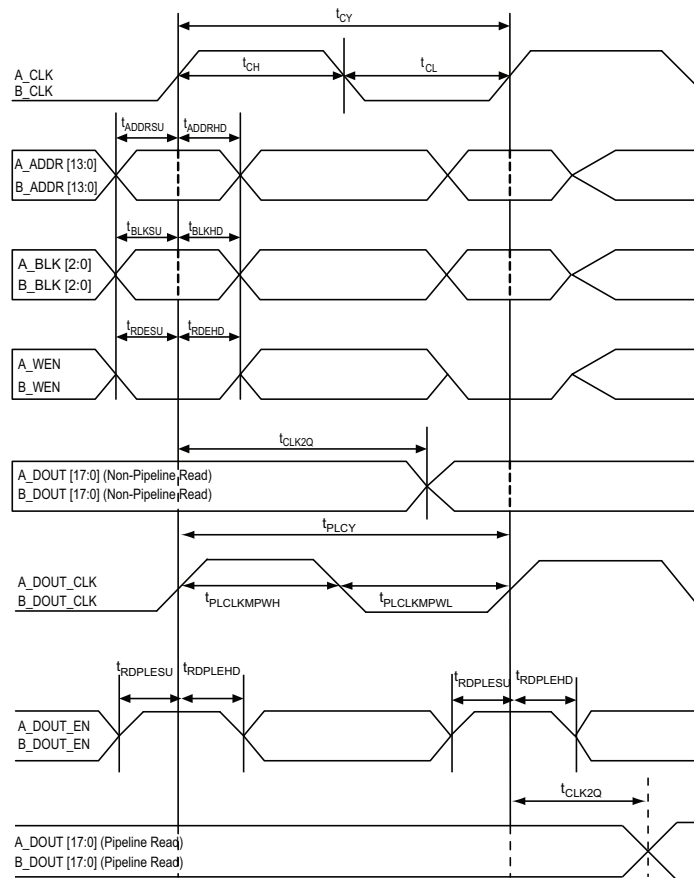 tCY
tCH
tCL
A_CLK
B_CLK
tADDRSU
tADDRHD
A_ADDR [13:0]
B_ADDR [13:0]
tBLKSU
tBLKHD
A_BLK [2:0]
B_BLK [2:0]
tRDESU
tRDEHD
A_WEN
B_WEN
tCLK2Q
A_DOUT [17:0] (Non-Pipeline Read)
B_DOUT [17:0] (Non-Pipeline Read)
tPLCY
A_DOUT_CLK
B_DOUT_CLK
tPLCLKMPWH
tPLCLKMPWL
tRDPLESU
tRDPLEHD
tRDPLESU
tRDPLEHD
A_DOUT_EN
B_DOUT_EN
tCLK2Q
A_DOUT [17:0] (Pipeline Read)
B_DOUT [17:0] (Pipeline Read)